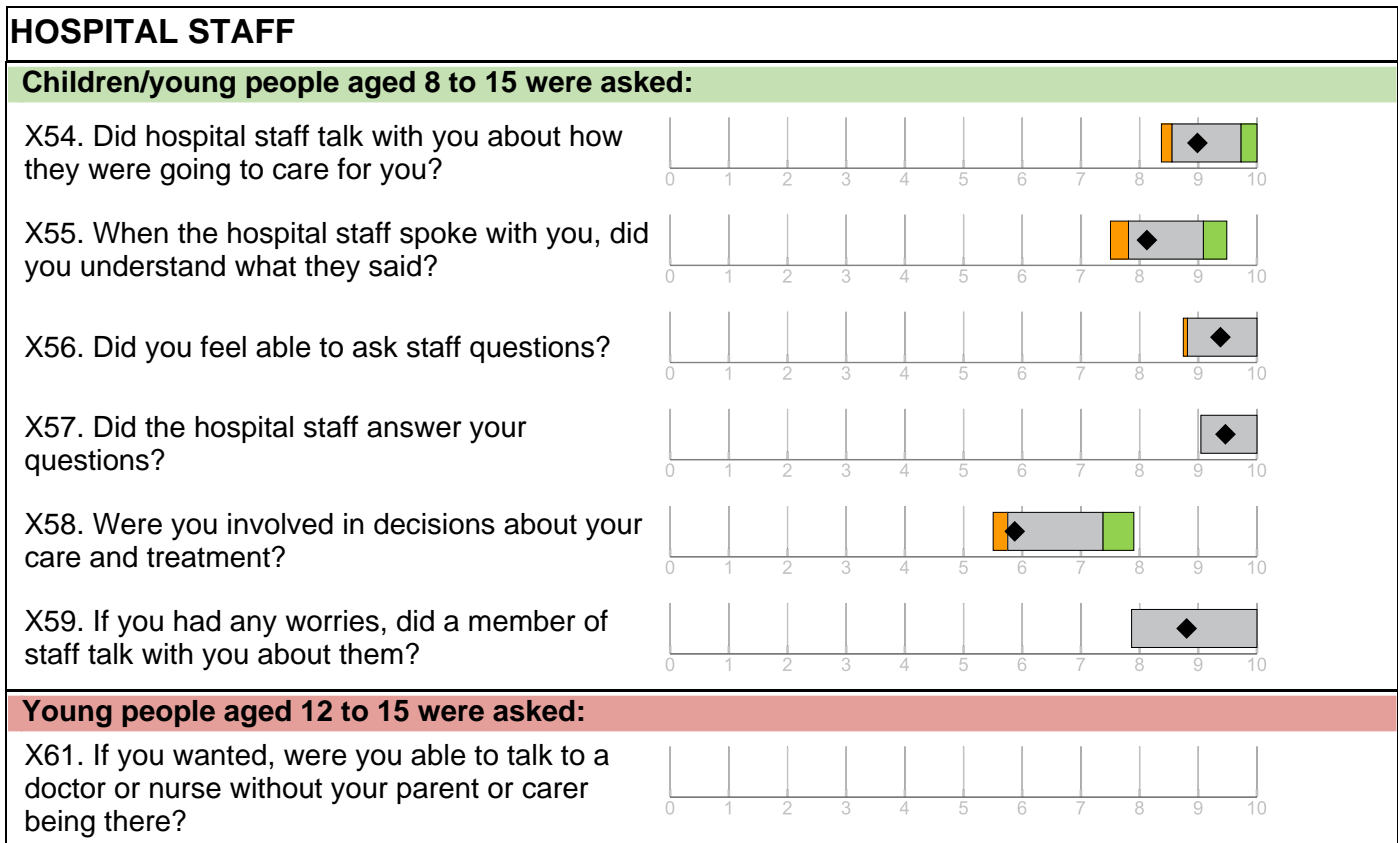 HOSPITAL STAFF
Children/young people aged 8 to 15 were asked:
X54. Did hospital staff talk with you about how
they were going to care for you?
0 1 2 3 4 5 6 7 8 9 10
X55. When the hospital staff spoke with you, did
you understand what they said?
0 1 2 3 4 5 6 7 8 9 10
X56. Did you feel able to ask staff questions?
0 1 2 3 4 5 6 7 8 9 10
X57. Did the hospital staff answer your
questions?
0 1 2 3 4 5 6 7 8 9 10
X58. Were you involved in decisions about your
care and treatment?
0 1 2 3 4 5 6 7 8 9 10
X59. If you had any worries, did a member of
staff talk with you about them?
0 1 2 3 4 5 6 7 8 9 10
Young people aged 12 to 15 were asked:
X61. If you wanted, were you able to talk to a
doctor or nurse without your parent or carer
being there?
0 1 2 3 4 5 6 7 8 9 10